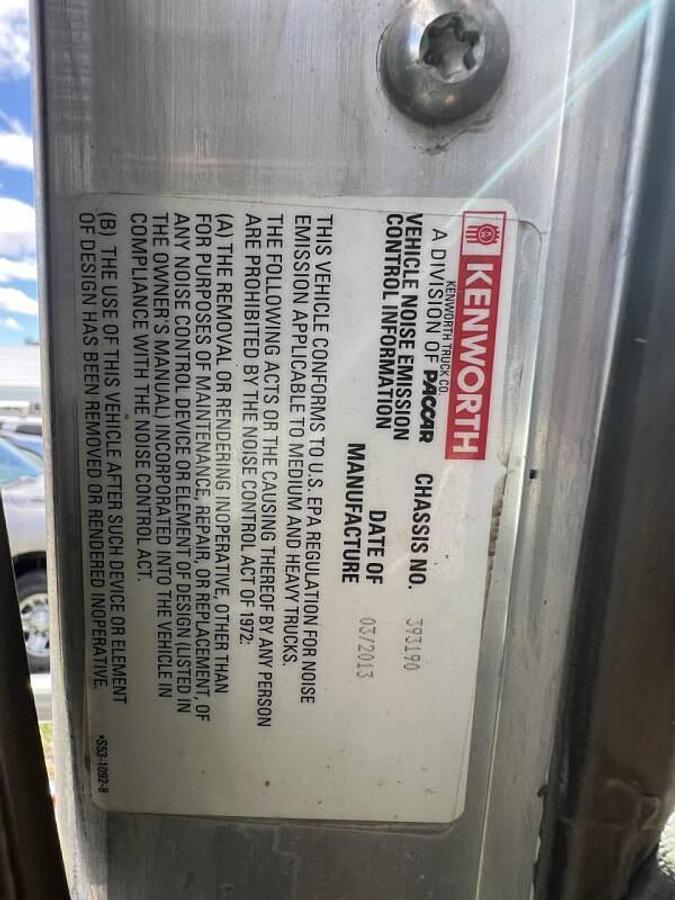 KENWORTH
KENWORTH TRUCK CO.
A DIVISION OF PACCAR
VEHICLE NOISE EMISSION
CONTROL INFORMATION
CHASSIS NO. 393190
DATE OF
MANUFACTURE 03/2013
THIS VEHICLE CONFORMS TO U.S. EPA REGULATION FOR NOISE
EMISSION APPLICABLE TO MEDIUM AND HEAVY TRUCKS.
THE FOLLOWING ACTS OR THE CAUSING THEREOF BY ANY PERSON
ARE PROHIBITED BY THE NOISE CONTROL ACT OF 1972:
(A) THE REMOVAL OR RENDERING INOPERATIVE, OTHER THAN
FOR PURPOSES OF MAINTENANCE, REPAIR, OR REPLACEMENT, OF
ANY NOISE CONTROL DEVICE OR ELEMENT OF DESIGN (LISTED IN
THE OWNER'S MANUAL) INCORPORATED INTO THE VEHICLE IN
COMPLIANCE WITH THE NOISE CONTROL ACT.
(B) THE USE OF THIS VEHICLE AFTER SUCH DEVICE OR ELEMENT
OF DESIGN HAS BEEN REMOVED OR RENDERED INOPERATIVE.
•S53-1092-8